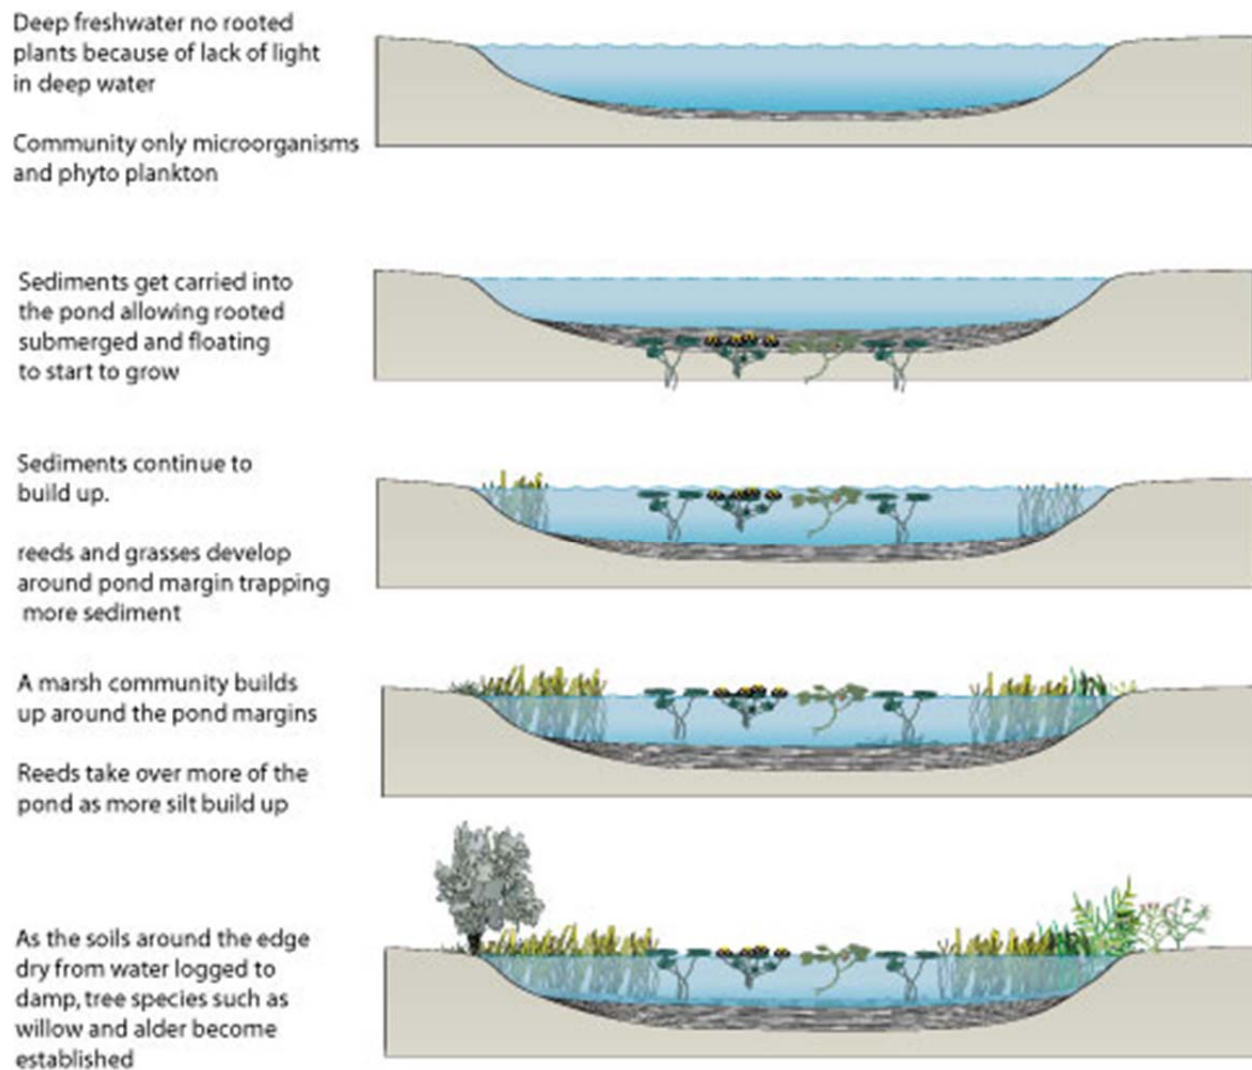 Deep freshwater no rooted
plants because of lack of light
in deep water
Community only microorganisms
and phyto plankton
Sediments get carried into
the pond allowing rooted
submerged and floating
to start to grow
Sediments continue to
build up.
reeds and grasses develop
around pond margin trapping
more sediment
A marsh community builds
up around the pond margins
Reeds take over more of the
pond as more silt build up
As the soils around the edge
dry from water logged to
damp, tree species such as
willow and alder become
established